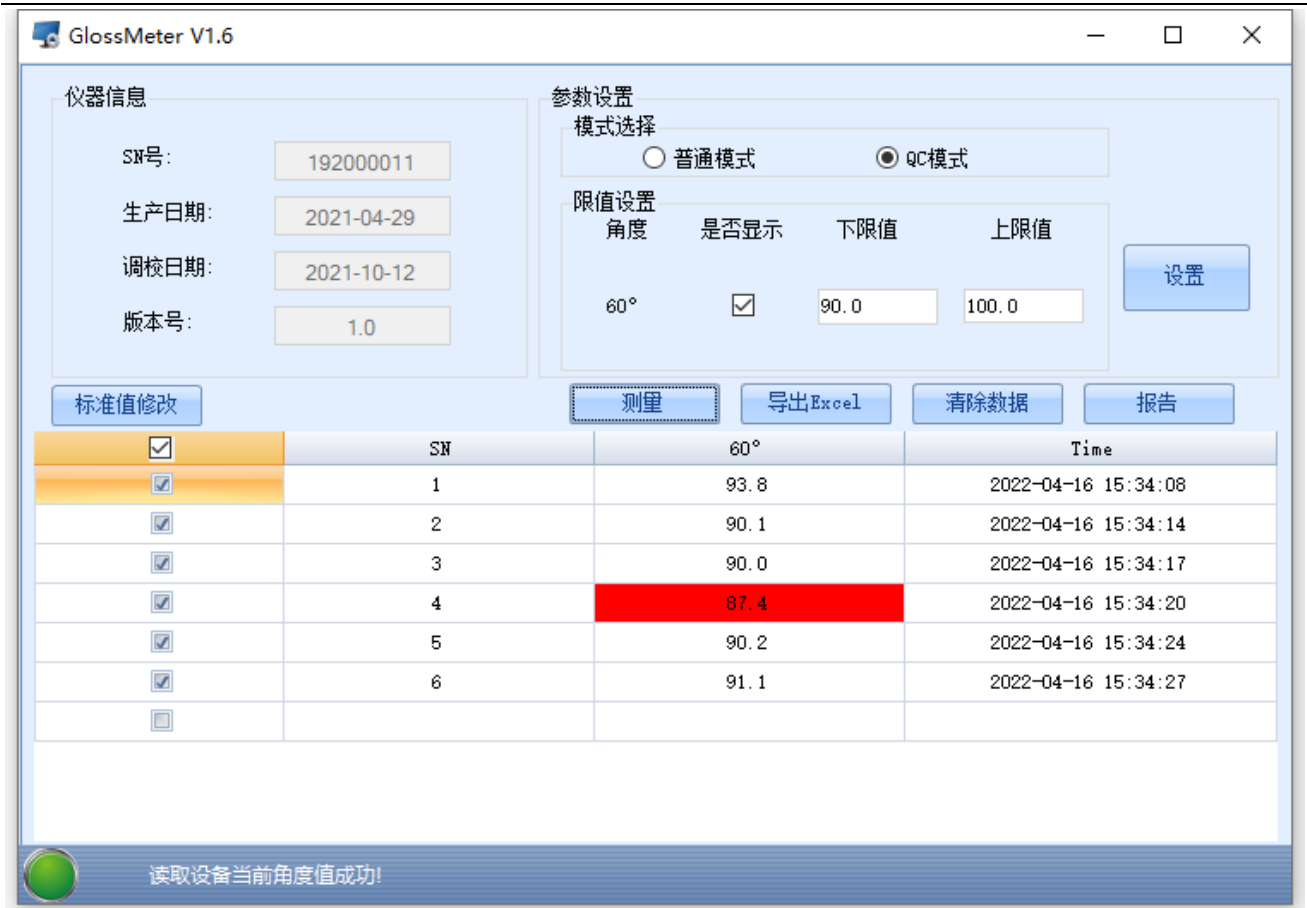 GlossMeter V1.6
仪器信息
SN号: 192000011
生产日期: 2021-04-29
调校日期: 2021-10-12
版本号: 1.0
参数设置
模式选择
普通模式 QC模式
限值设置
角度 是否显示 下限值 上限值
60° 90.0 100.0
设置
标准值修改 测量 导出Excel 清除数据 报告
SN 60° Time
1 93.8 2022-04-16 15:34:08
2 90.1 2022-04-16 15:34:14
3 90.0 2022-04-16 15:34:17
4 87.4 2022-04-16 15:34:20
5 90.2 2022-04-16 15:34:24
6 91.1 2022-04-16 15:34:27
读取设备当前角度值成功!